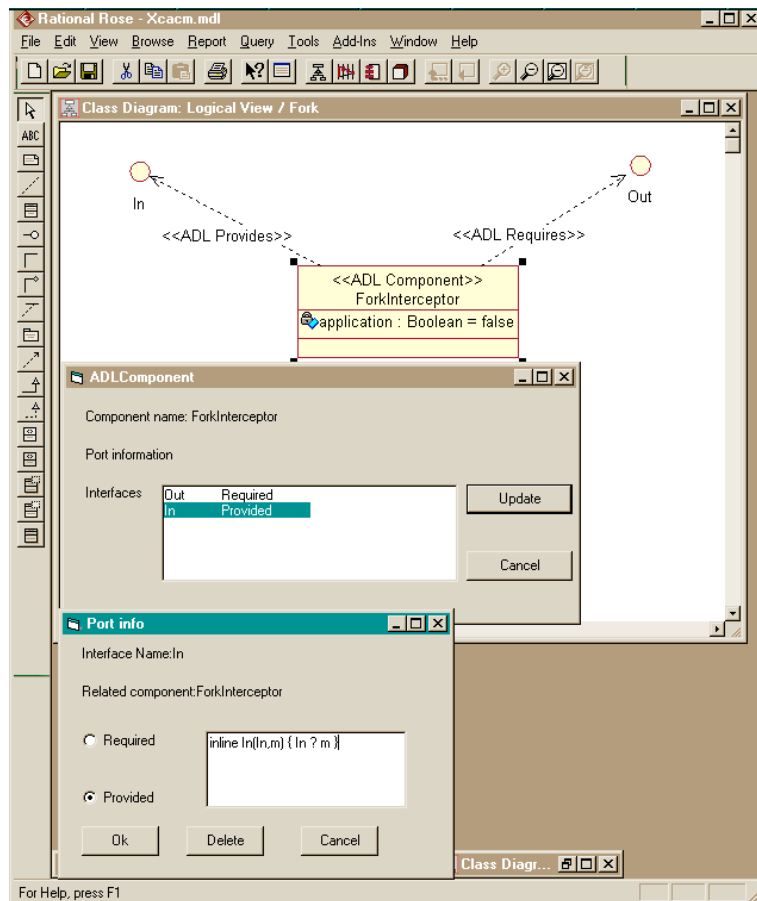 Rational Rose - Xcacm.mdl
File Edit View Browse Report Query Tools Add-Ins Window Help
ABC
Class Diagram: Logical View / Fork
In
Out
<<ADL Provides>>
<<ADL Requires>>
<<ADL Component>>
ForkInterceptor
application : Boolean = false
ADLComponent
Component name: ForkInterceptor
Port information
Interfaces
Out Required
In Provided
Update
Cancel
Port info
Interface Name:In
Related component:ForkInterceptor
Required
inline In(In,m) { In ? m }
Provided
Ok
Delete
Cancel
Class Diagr...
For Help, press F1